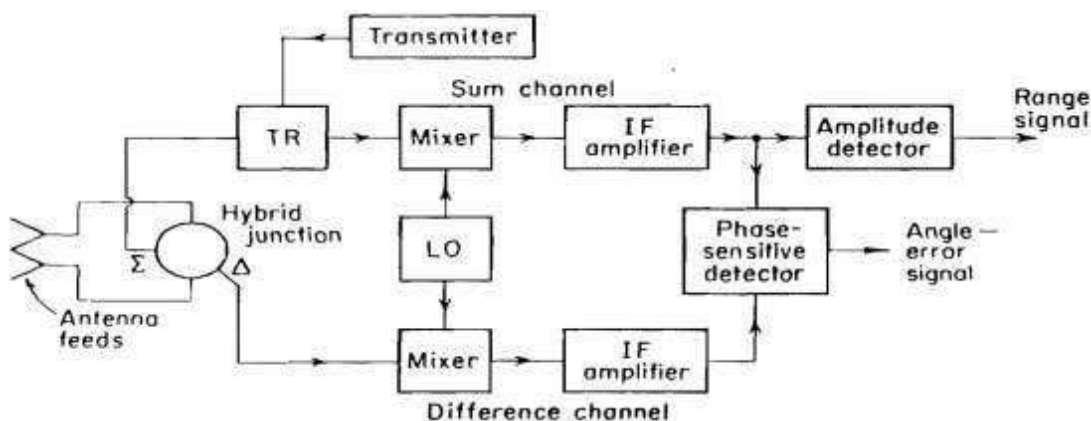 Transmitter
Sum channel
TR
Mixer
IF
amplifier
Amplitude
detector
Range
signal
Hybrid
junction
LO
Phase-
sensitive
detector
Angle-
error
signal
Σ
Δ
Antenna
feeds
Mixer
IF
amplifier
Difference channel